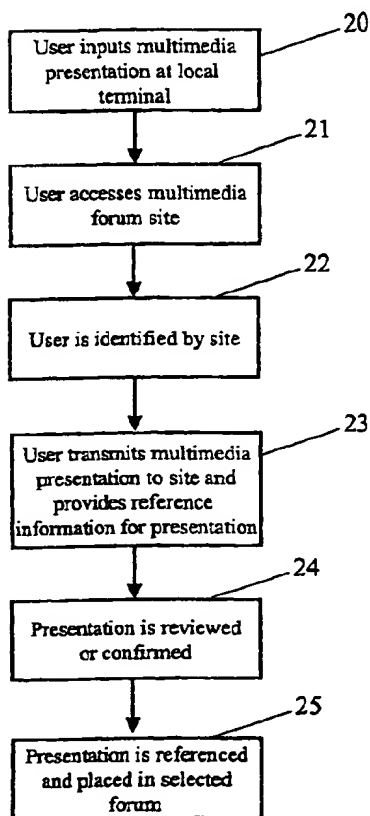 20
User inputs multimedia
presentation at local
terminal
21
User accesses multimedia
forum site
22
User is identified by site
23
User transmits multimedia
presentation to site and
provides reference
information for presentation
24
Presentation is reviewed
or confirmed
25
Presentation is referenced
and placed in selected
forum